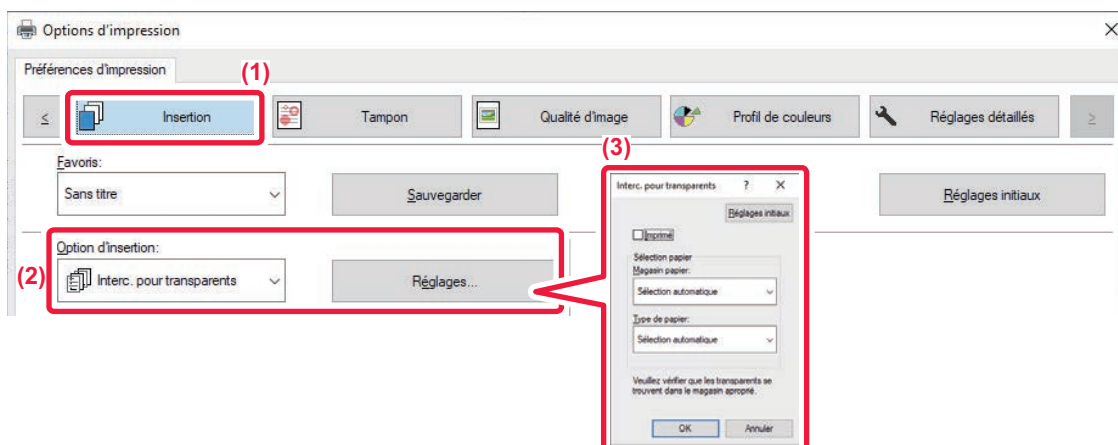 Options d'impression
Préférences d'impression
(1)
< Insertion Tampon Qualité d'image Profil de couleurs Réglages détaillés >
(3)
Favoris:
Sans titre Sauvegarder Réglages initiaux
(2)
Option d'insertion:
Interc. pour transparents Réglages...
Interc. pour transparents ? X
Réglages initiaux
Imprimé
Sélection papier
Magasin papier:
Sélection automatique
Type de papier:
Sélection automatique
Veuillez vérifier que les transparents se
trouvent dans le magasin aproprié.
OK Annuler